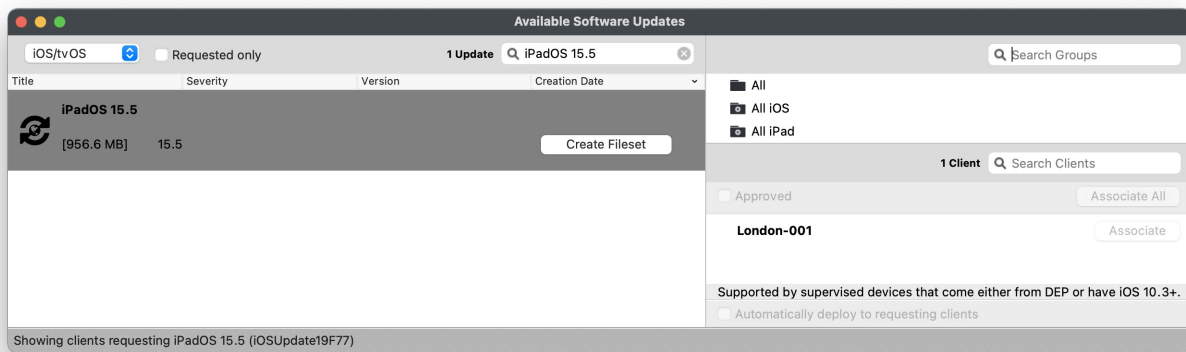 Available Software Updates
iOS/tvOS
Requested only
1 Update
iPadOS 15.5
Search Groups
Title Severity Version Creation Date
iPadOS 15.5
[956.6 MB] 15.5
Create Fileset
All
All iOS
All iPad
1 Client
Search Clients
Approved
Associate All
London-001
Associate
Supported by supervised devices that come either from DEP or have iOS 10.3+.
Automatically deploy to requesting clients
Showing clients requesting iPadOS 15.5 (iOSUpdate19F77)